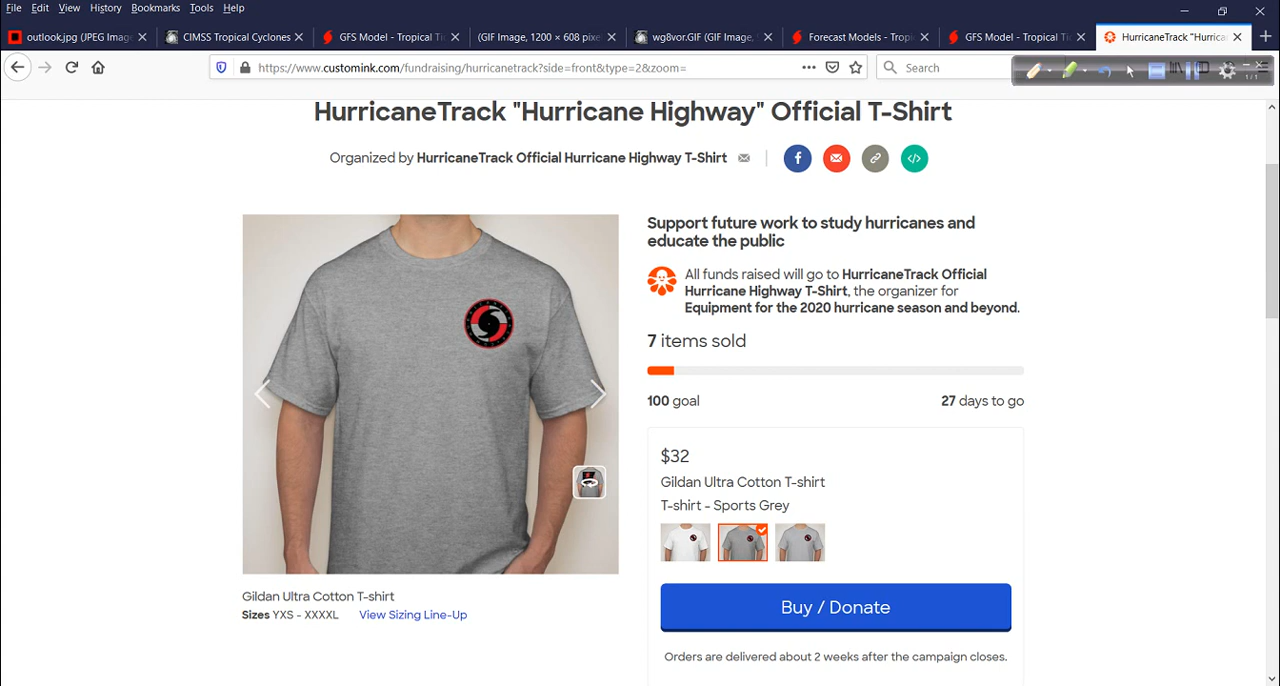 File Edit View History Bookmarks Tools Help
outlook.jpg (JPEG Imag
CIMSS Tropical Cyclones
GFS Model - Tropical Ti
(GIF Image, 1200 × 608 pixe
wg8vor.GIF (GIF Image,
Forecast Models - Tropi
GFS Model - Tropical Ti
HurricaneTrack "Hurrica
https://www.customink.com/fundraising/hurricanetrack?side=front&type=2&zoom=
Search
1/1
HurricaneTrack "Hurricane Highway" Official T-Shirt
Organized by HurricaneTrack Official Hurricane Highway T-Shirt
Support future work to study hurricanes and
educate the public
All funds raised will go to HurricaneTrack Official
Hurricane Highway T-Shirt, the organizer for
Equipment for the 2020 hurricane season and beyond.
7 items sold
100 goal
27 days to go
$32
Gildan Ultra Cotton T-shirt
T-shirt - Sports Grey
Buy / Donate
Orders are delivered about 2 weeks after the campaign closes.
Gildan Ultra Cotton T-shirt
Sizes YXS - XXXXL View Sizing Line-Up